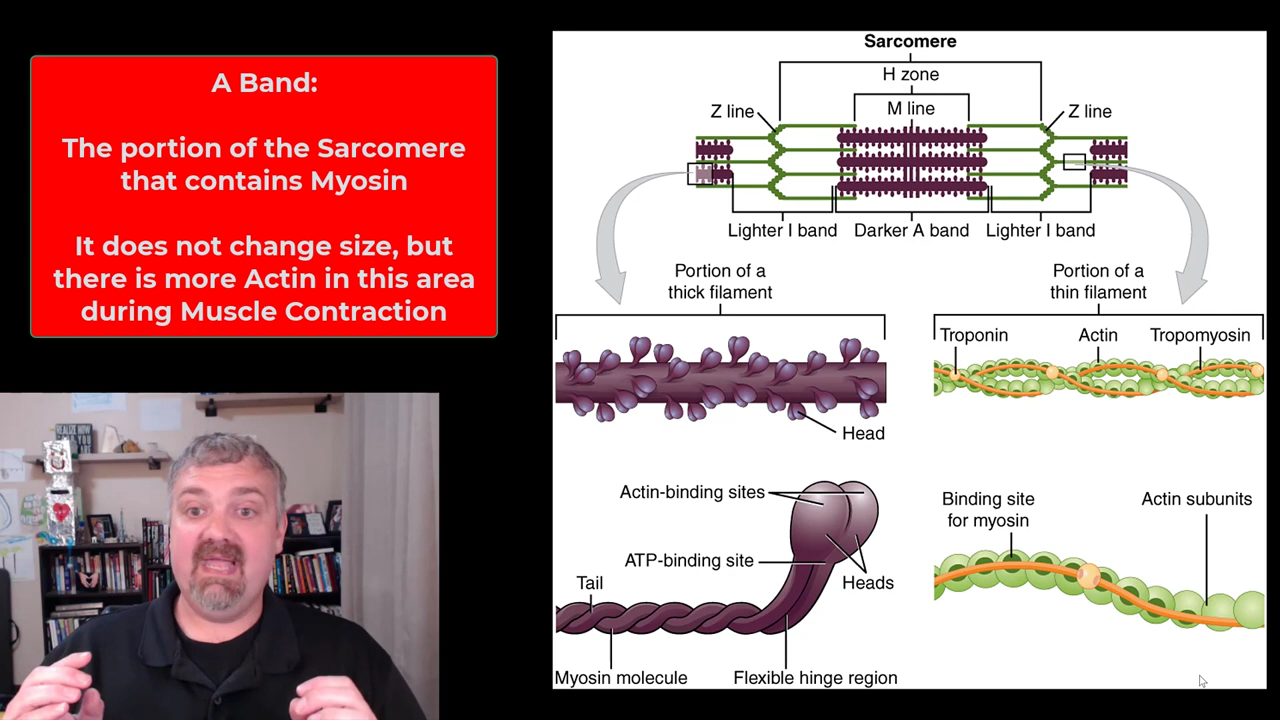 A Band:
The portion of the Sarcomere
that contains Myosin
It does not change size, but
there is more Actin in this area
during Muscle Contraction
Sarcomere
H zone
M line
Z line
Z line
Lighter I band
Darker A band
Lighter I band
Portion of a
thick filament
Portion of a
thin filament
Troponin
Actin
Tropomyosin
Head
Actin-binding sites
ATP-binding site
Heads
Tail
Myosin molecule
Flexible hinge region
Binding site
for myosin
Actin subunits